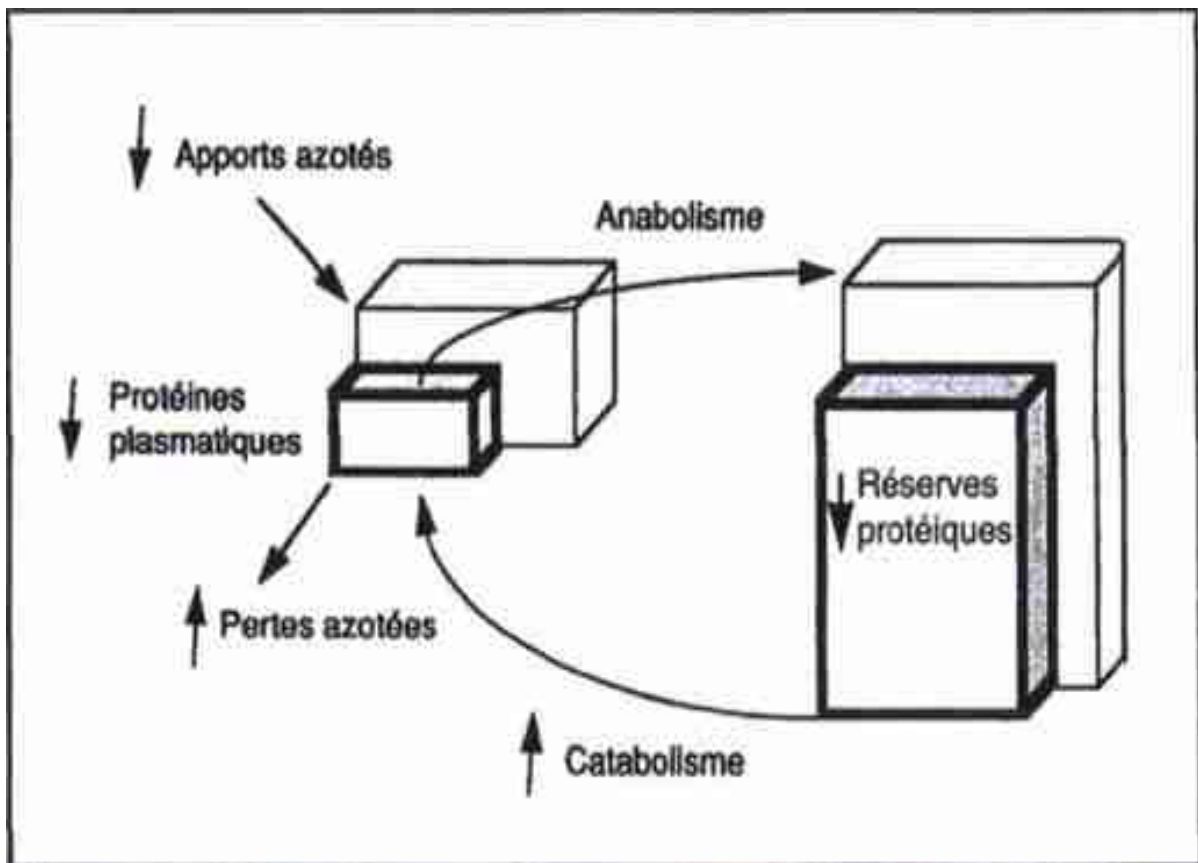 Apports azotés
Anabolisme
Protéines
plasmatiques
Réserves
protéiques
Pertes azotées
Catabolisme